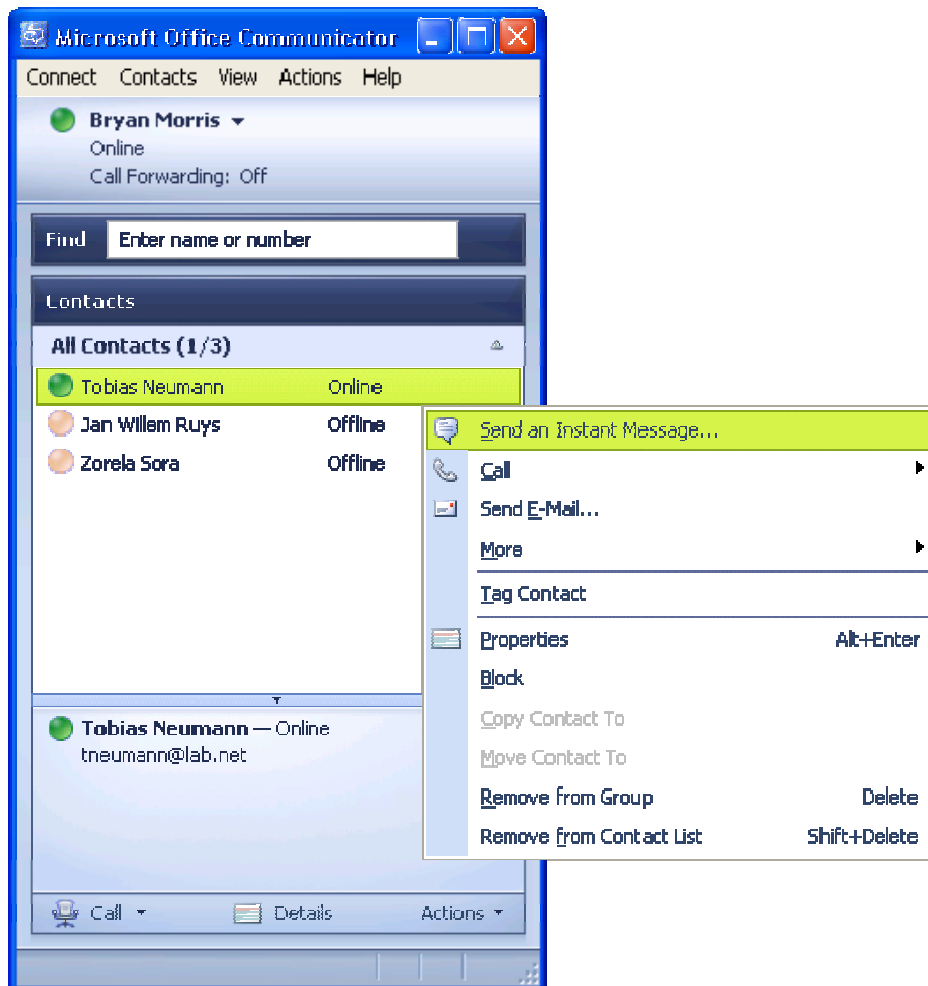 Microsoft Office Communicator
Connect Contacts View Actions Help
Bryan Morris
Online
Call Forwarding: Off
Find Enter name or number
Contacts
All Contacts (1/3)
Tobias Neumann Online
Jan Willem Ruys Offline
Zorela Sora Offline
Send an Instant Message...
Call
Send E-Mail...
More
Tag Contact
Properties Alt+Enter
Block
Copy Contact To
Move Contact To
Remove from Group Delete
Remove from Contact List Shift+Delete
Tobias Neumann — Online
tneumann@lab.net
Call Details Actions